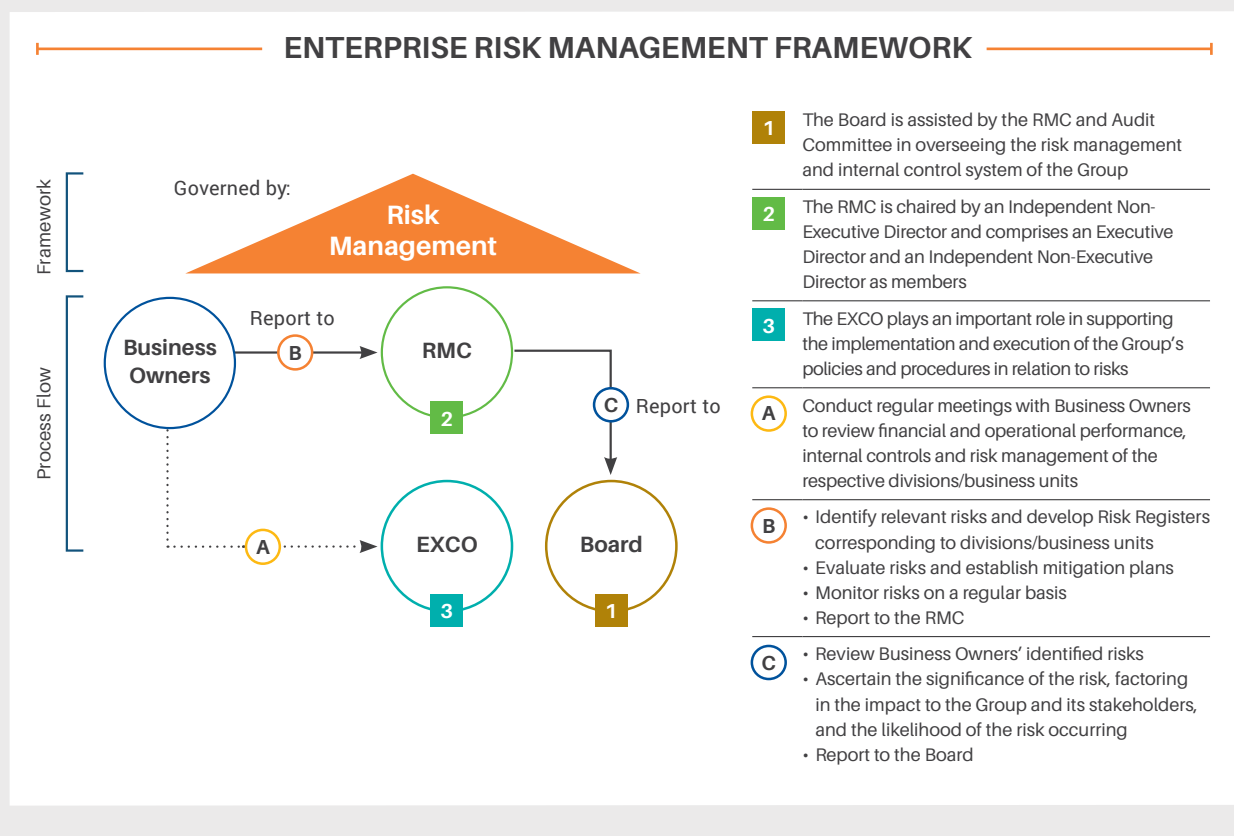 ENTERPRISE RISK MANAGEMENT FRAMEWORK
Framework
Governed by:
Risk
Management
Process Flow
Business
Owners
Report to
B
RMC
2
C
Report to
A
EXCO
3
Board
1
1
The Board is assisted by the RMC and Audit
Committee in overseeing the risk management
and internal control system of the Group
2
The RMC is chaired by an Independent Non-
Executive Director and comprises an Executive
Director and an Independent Non-Executive
Director as members
3
The EXCO plays an important role in supporting
the implementation and execution of the Group's
policies and procedures in relation to risks
A
Conduct regular meetings with Business Owners
to review financial and operational performance,
internal controls and risk management of the
respective divisions/business units
B
• Identify relevant risks and develop Risk Registers
corresponding to divisions/business units
• Evaluate risks and establish mitigation plans
• Monitor risks on a regular basis
• Report to the RMC
C
• Review Business Owners' identified risks
• Ascertain the significance of the risk, factoring
in the impact to the Group and its stakeholders,
and the likelihood of the risk occurring
• Report to the Board